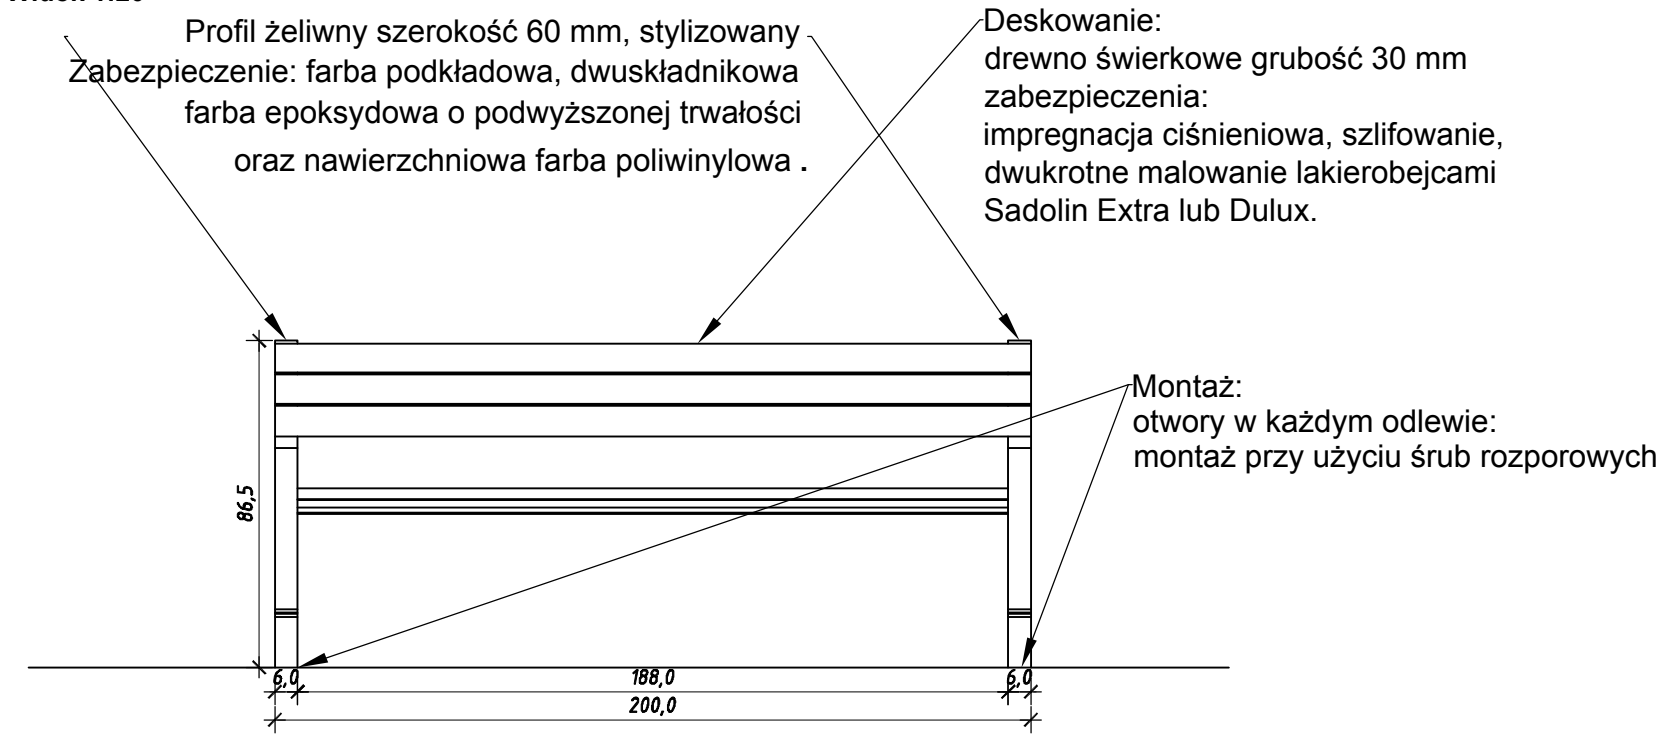 Profil żeliwny szerokość 60 mm, stylizowany
Zabezpieczenie: farba podkładowa, dwuskładnikowa
farba epoksydowa o podwyższonej trwałości
oraz nawierzchniowa farba poliwinylowa .
Deskowanie:
drewno świerkowe grubość 30 mm
zabezpieczenia:
impregnacja ciśnieniowa, szlifowanie,
dwukrotne malowanie lakierobejcami
Sadolin Extra lub Dulux.
Montaż:
otwory w każdym odlewie:
montaż przy użyciu śrub rozporowych
86,5
6,0 188,0 6,0
200,0